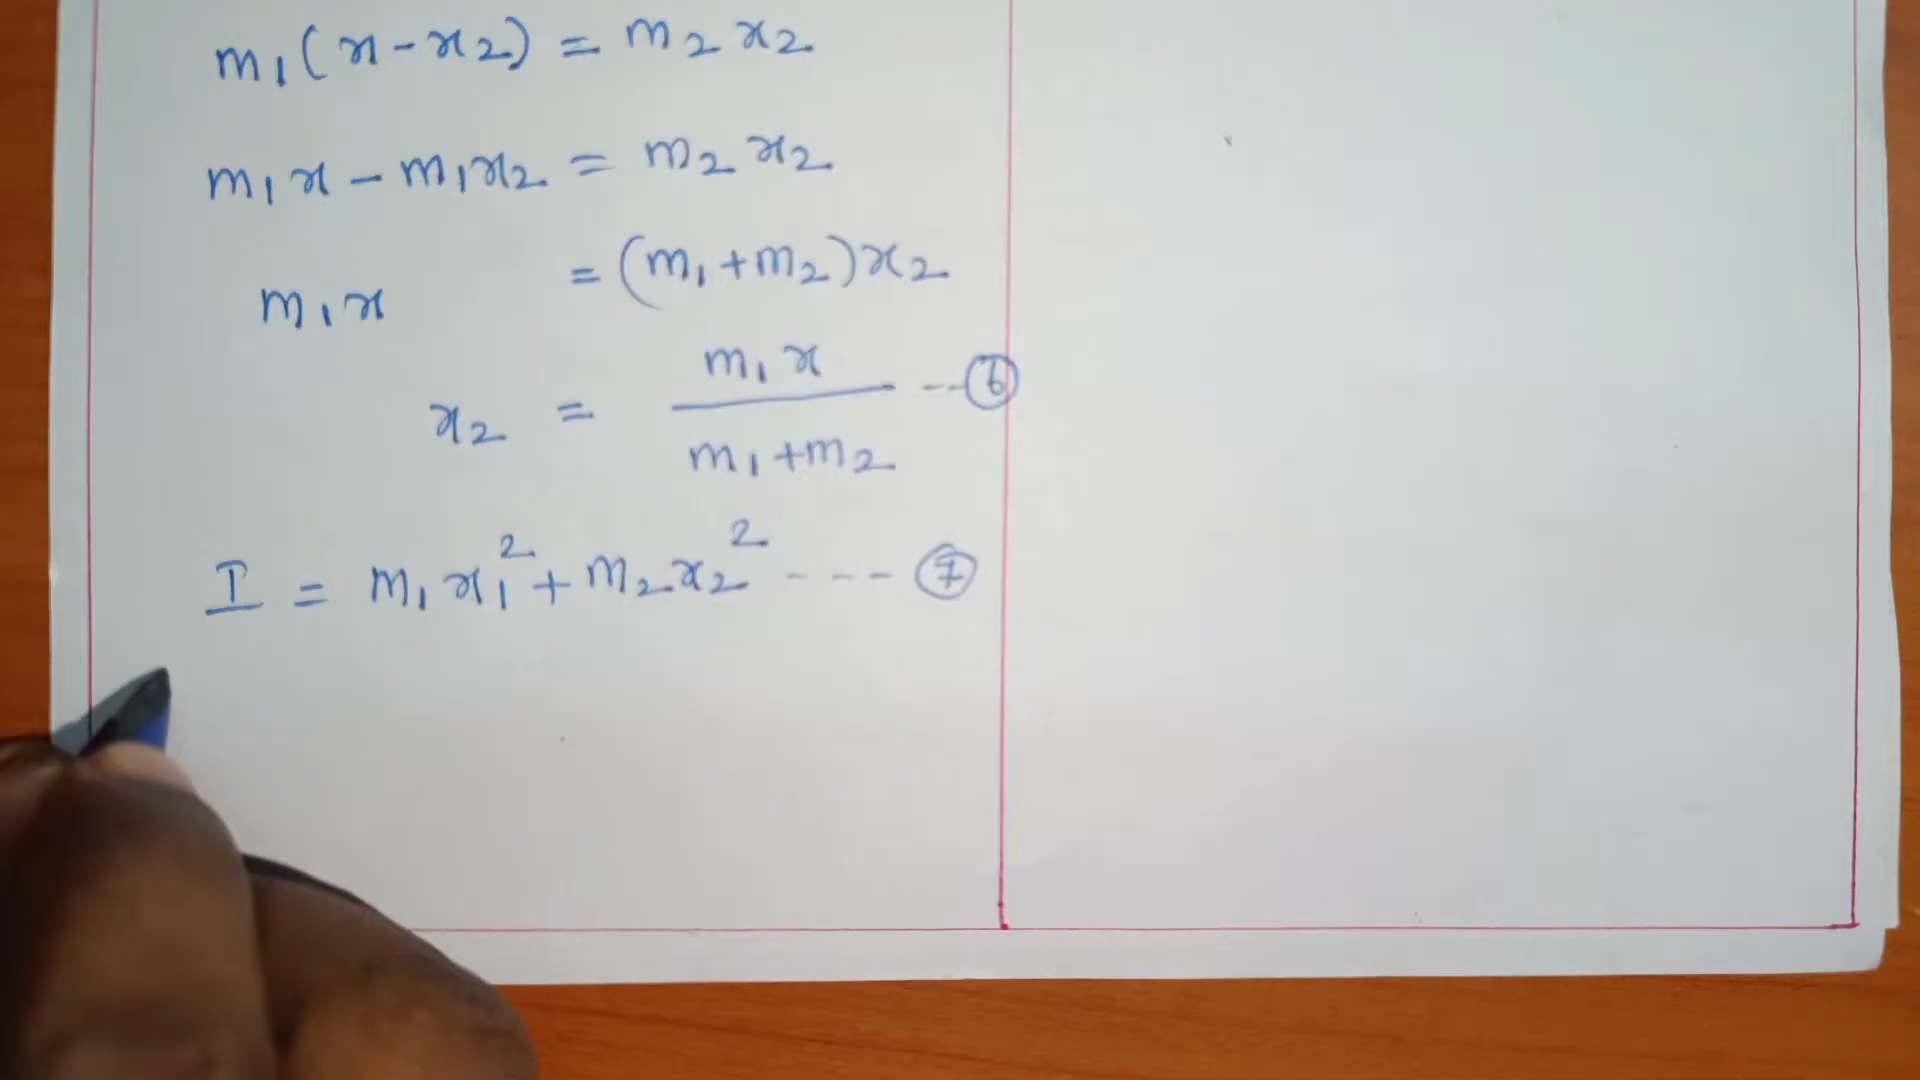 m₁(x-x₂) = m₂x₂
m₁x - m₁x₂ = m₂x₂
m₁x = (m₁+m₂)x₂
x₂ = m₁x / m₁+m₂ --⑥
I = m₁x₁² + m₂x₂² ---- ⑦